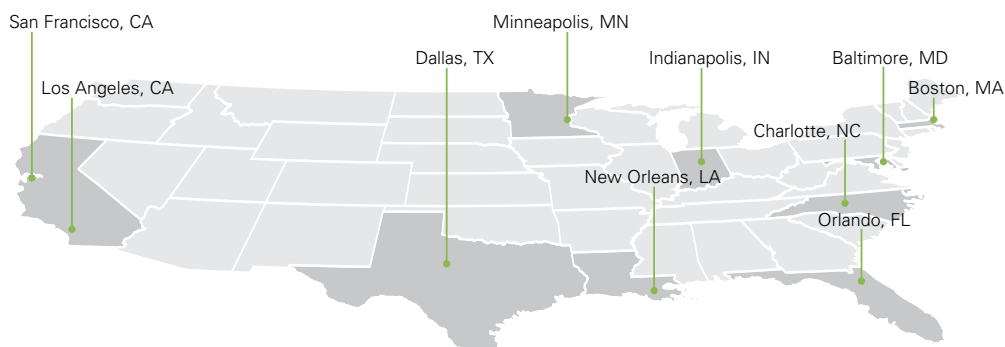 San Francisco, CA
Minneapolis, MN
Dallas, TX
Indianapolis, IN
Baltimore, MD
Los Angeles, CA
Boston, MA
Charlotte, NC
New Orleans, LA
Orlando, FL